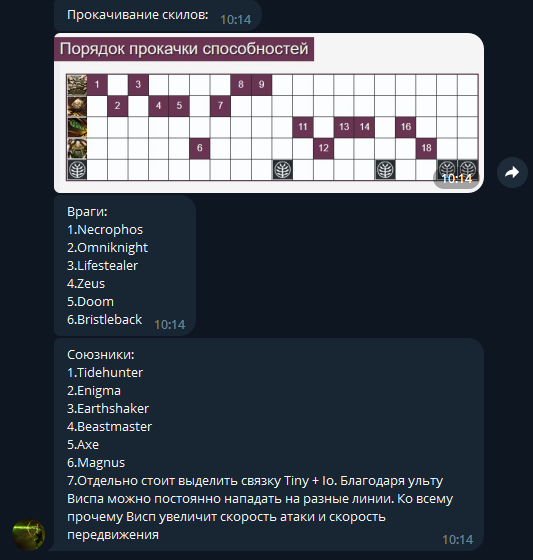 Прокачивание скилов:
10:14
Порядок прокачки способностей
1 3 8 9
2 4 5 7
11 13 14 16
6 12 18
10:14
Враги:
1.Necrophos
2.Omniknight
3.Lifestealer
4.Zeus
5.Doom
6.Bristleback
10:14
Союзники:
1.Tidehunter
2.Enigma
3.Earthshaker
4.Beastmaster
5.Axe
6.Magnus
7.Отдельно стоит выделить связку Tiny + Io. Благодаря ульту
Виспа можно постоянно нападать на разные линии. Ко всему
прочему Висп увеличит скорость атаки и скорость
передвижения
10:14